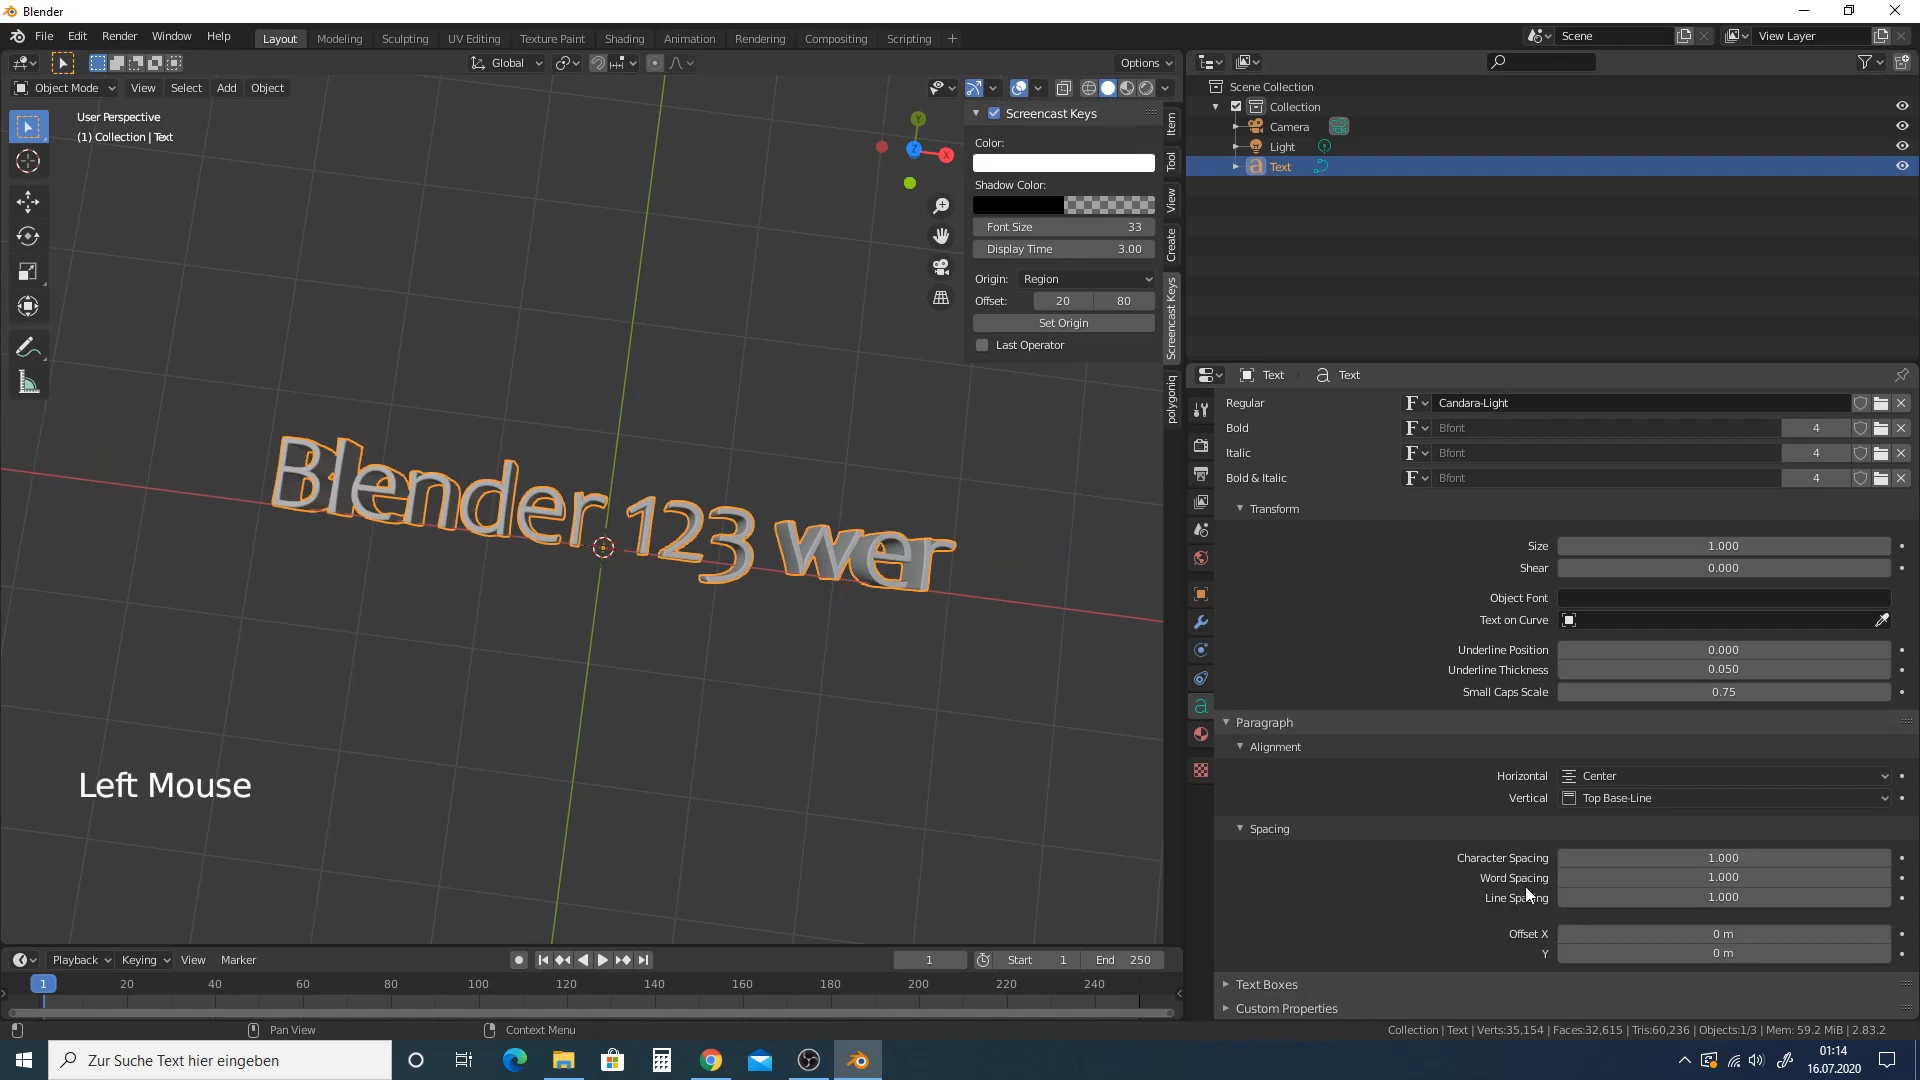 Blender
File Edit Render Window Help
Layout Modeling Sculpting UV Editing Texture Paint Shading Animation Rendering Compositing Scripting +
Scene View Layer
Global Options
Object Mode View Select Add Object
User Perspective
(1) Collection | Text
Screencast Keys
Color:
Shadow Color:
Font Size 33
Display Time 3.00
Origin: Region
Offset: 20 80
Set Origin
Last Operator
Item
Tool
View
Create
Screencast Keys
polygoniq
Y
Z
X
Blender 123 wer
Left Mouse
Scene Collection
Collection
Camera
Light
Text
Text Text
Regular Candara-Light
Bold Bfont 4
Italic Bfont 4
Bold & Italic Bfont 4
Transform
Size 1.000
Shear 0.000
Object Font
Text on Curve
Underline Position 0.000
Underline Thickness 0.050
Small Caps Scale 0.75
Paragraph
Alignment
Horizontal Center
Vertical Top Base-Line
Spacing
Character Spacing 1.000
Word Spacing 1.000
Line Spacing 1.000
Offset X 0 m
Y 0 m
Text Boxes
Custom Properties
Playback Keying View Marker
1 Start 1 End 250
1 20 40 60 80 100 120 140 160 180 200 220 240
Pan View Context Menu
Collection | Text | Verts:35,154 | Faces:32,615 | Tris:60,236 | Objects:1/3 | Mem: 59.2 MiB | 2.83.2
Zur Suche Text hier eingeben
01:14
16.07.2020